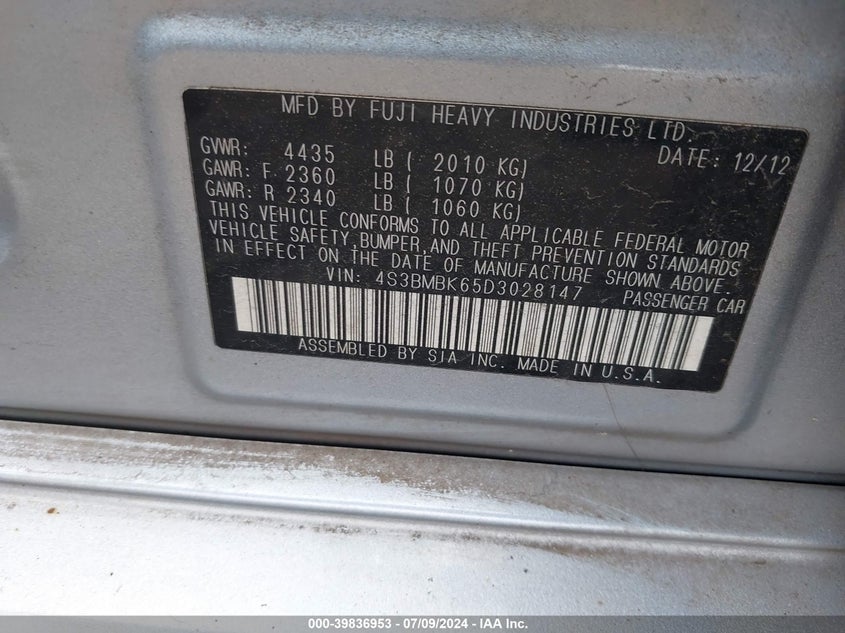 MFD BY FUJI HEAVY INDUSTRIES LTD.
GVWR: 4435 LB ( 2010 KG) DATE: 12/12
GAWR: F 2360 LB ( 1070 KG)
GAWR: R 2340 LB ( 1060 KG)
THIS VEHICLE CONFORMS TO ALL APPLICABLE FEDERAL MOTOR
VEHICLE SAFETY,BUMPER,AND THEFT PREVENTION STANDARDS
IN EFFECT ON THE DATE OF MANUFACTURE SHOWN ABOVE.
VIN: 4S3BMBK65D3028147 PASSENGER CAR
ASSEMBLED BY SIA INC. MADE IN U.S.A.
000-39836953 - 07/09/2024 - IAA Inc.